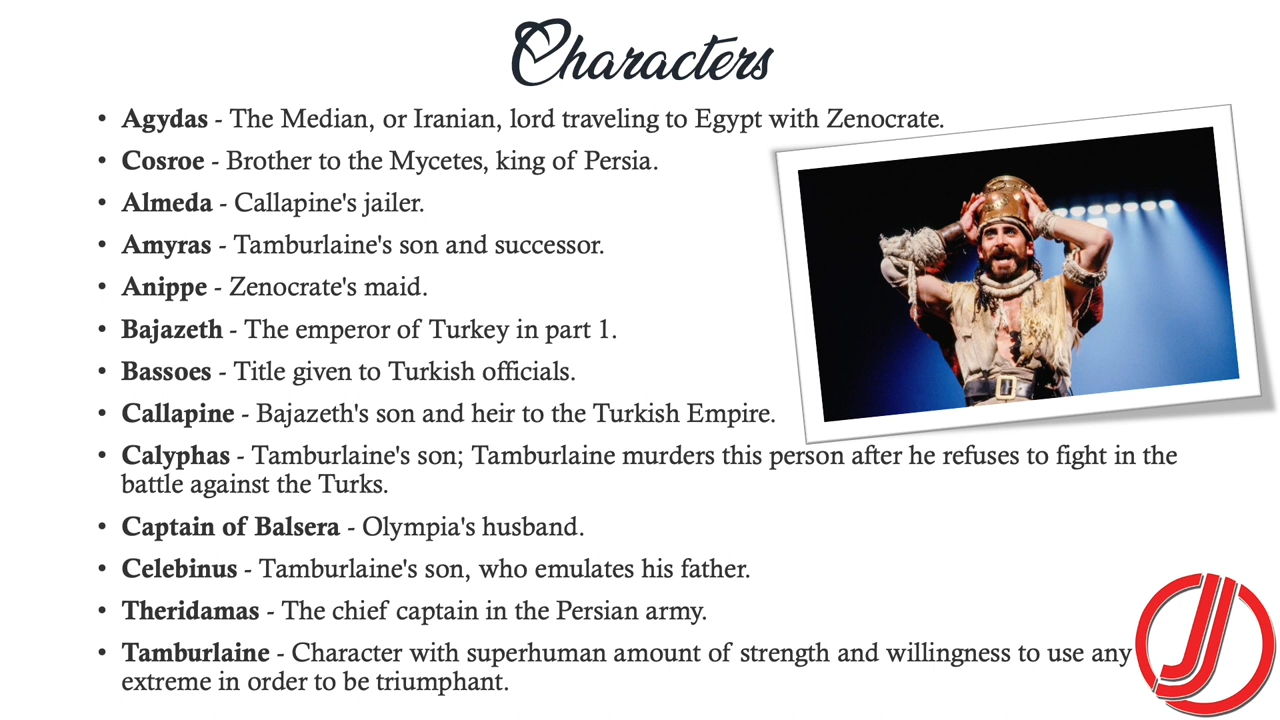 Characters
• Agydas - The Median, or Iranian, lord traveling to Egypt with Zenocrate.
• Cosroe - Brother to the Mycetes, king of Persia.
• Almeda - Callapine's jailer.
• Amyras - Tamburlaine's son and successor.
• Anippe - Zenocrate's maid.
• Bajazeth - The emperor of Turkey in part 1.
• Bassoes - Title given to Turkish officials.
• Callapine - Bajazeth's son and heir to the Turkish Empire.
• Calyphas - Tamburlaine's son; Tamburlaine murders this person after he refuses to fight in the
battle against the Turks.
• Captain of Balsera - Olympia's husband.
• Celebinus - Tamburlaine's son, who emulates his father.
• Theridamas - The chief captain in the Persian army.
• Tamburlaine - Character with superhuman amount of strength and willingness to use any
extreme in order to be triumphant.